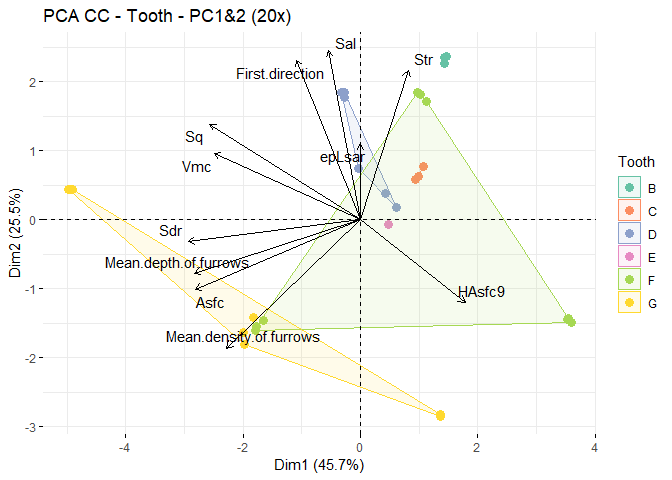 PCA CC - Tooth - PC1&2 (20x)
Sal
Str
First.direction
Sq
Vmc
epLsar
Sdr
Mean.depth.of.furrows
Asfc
HAsfc9
Mean.density.of.furrows
2
1
0
-1
-2
-3
Dim2 (25.5%)
-4
-2
0
2
4
Dim1 (45.7%)
Tooth
B
C
D
E
F
G